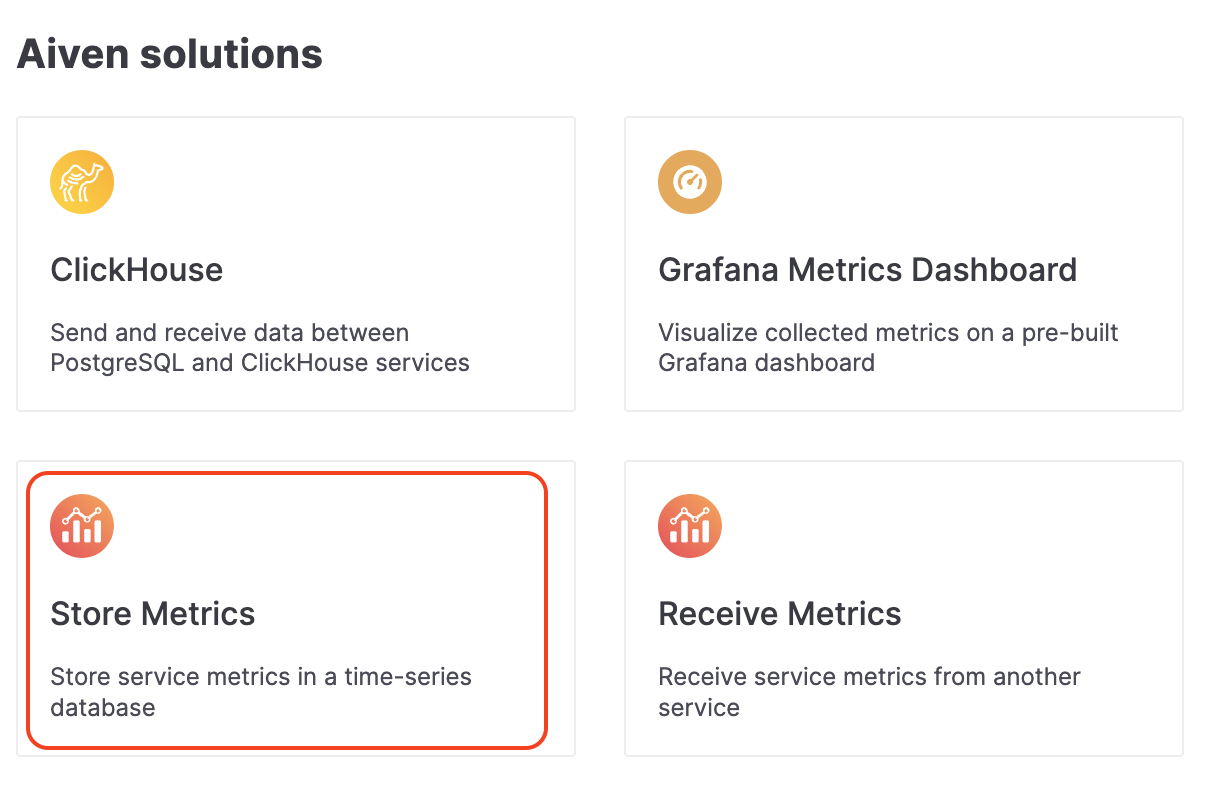 Aiven solutions
ClickHouse
Send and receive data between
PostgreSQL and ClickHouse services
Grafana Metrics Dashboard
Visualize collected metrics on a pre-built
Grafana dashboard
Store Metrics
Store service metrics in a time-series
database
Receive Metrics
Receive service metrics from another
service